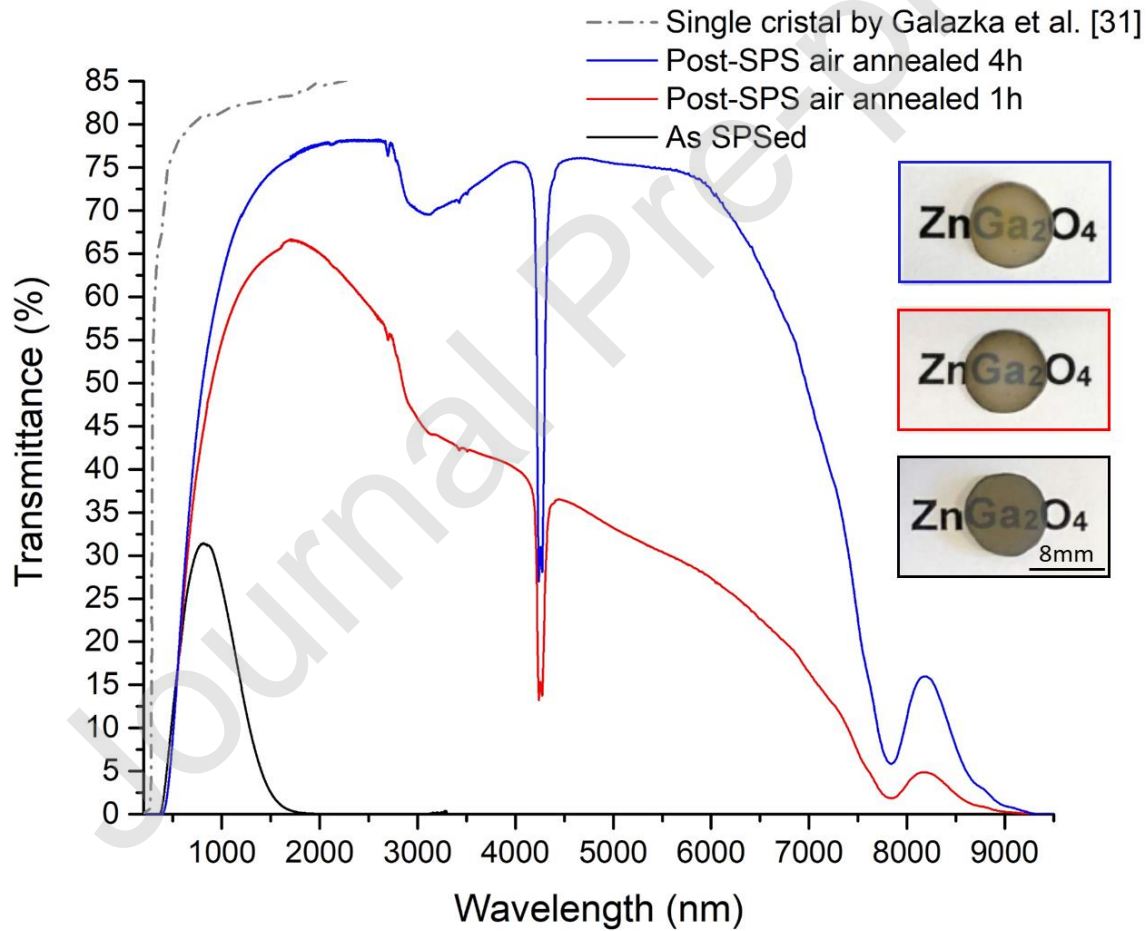 Single cristal by Galazka et al. [31]
Post-SPS air annealed 4h
Post-SPS air annealed 1h
As SPSed
85
80
75
70
65
60
55
50
45
40
35
30
25
20
15
10
5
0
Transmittance (%)
ZnGa₂O₄
ZnGa₂O₄
ZnGa₂O₄
8mm
1000 2000 3000 4000 5000 6000 7000 8000 9000
Wavelength (nm)
Journal Pre-p